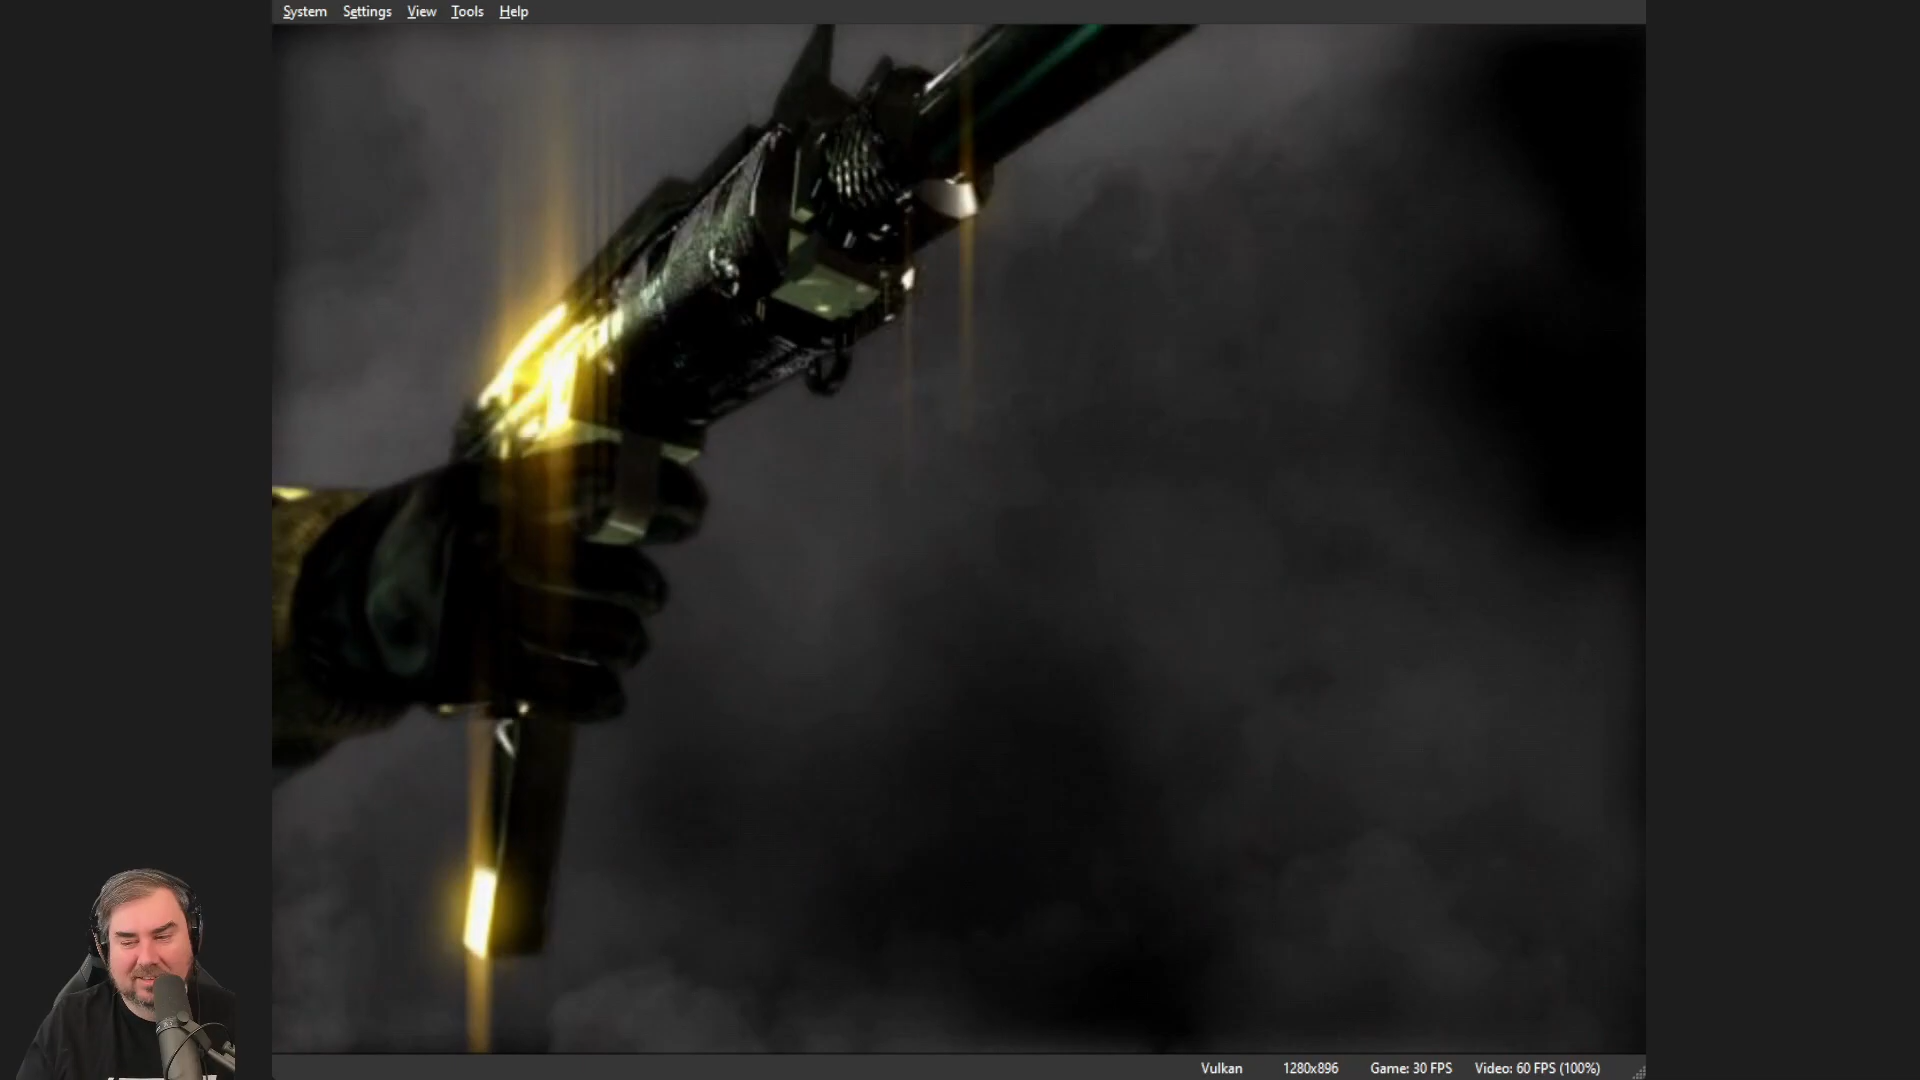 System Settings View Tools Help
Vulkan 1280x896 Game: 30 FPS Video: 60 FPS (100%)